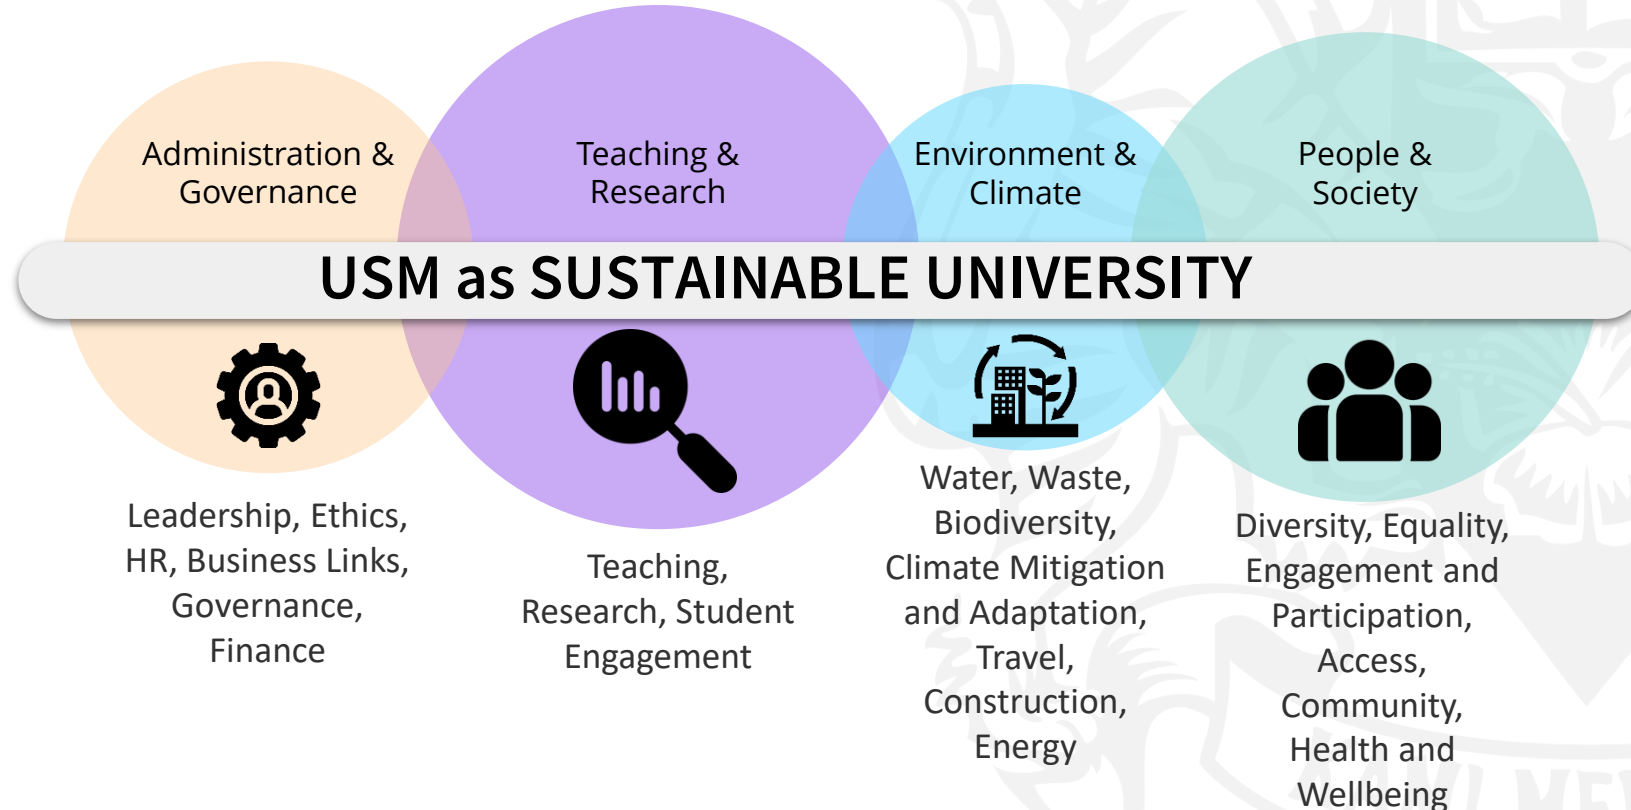 Administration &
Governance
Teaching &
Research
Environment &
Climate
People &
Society
USM as SUSTAINABLE UNIVERSITY
Leadership, Ethics,
HR, Business Links,
Governance,
Finance
Teaching,
Research, Student
Engagement
Water, Waste,
Biodiversity,
Climate Mitigation
and Adaptation,
Travel,
Construction,
Energy
Diversity, Equality,
Engagement and
Participation,
Access,
Community,
Health and
Wellbeing